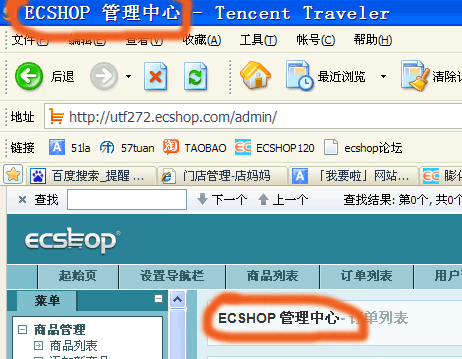 ECSHOP 管理中心 - Tencent Traveler
文件(F) 编辑(E) 查看(V) 收藏(A) 工具(T) 帐号(C) 帮助(H)
后退 最近浏览 清除
地址 http://utf272.ecshop.com/admin/
链接 51la 57tuan 淘 TAOBAO EC ECSHOP120 ecshop论坛
百度搜索_提醒 ... 门店管理-店妈妈 「我要啦」网站... EC
× 查找 下一个 上一个 查找结果: 第0个, 共0
ecshop
起始页 设置导航栏 商品列表 订单列表 用户
菜单
ECSHOP 管理中心 - 订单列表
商品管理
商品列表